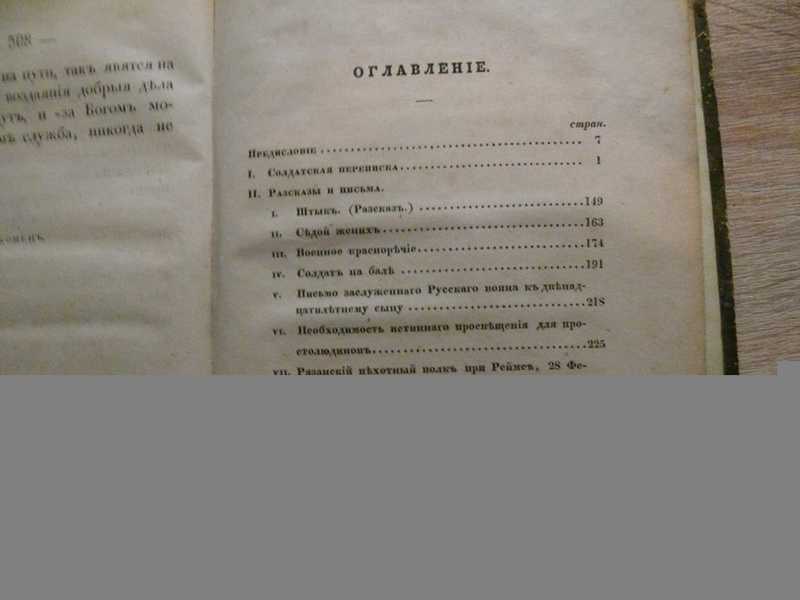 508 —
на пути, такъ явятся на
воздаянія добрыя дѣла
утъ, и «за Богомъ мо-
служба, никогда не
ОГЛАВЛЕНІЕ.
стран.
Предисловіе 7
I. Солдатская переписка 1
II. Разсказы и письма.
I. Штыкъ. (Разсказъ.) 149
II. Сѣдой женихъ 163
III. Военное краснорѣчіе 174
IV. Солдатъ на балѣ 191
V. Письмо заслуженнаго Русскаго воина къ двѣнад-
цатилѣтнему сыну 218
VI. Необходимость истиннаго просвѣщенія для про-
столюдиновъ 225
VII. Рязанскій пѣхотный полкъ при Реймсѣ, 28 Фе-